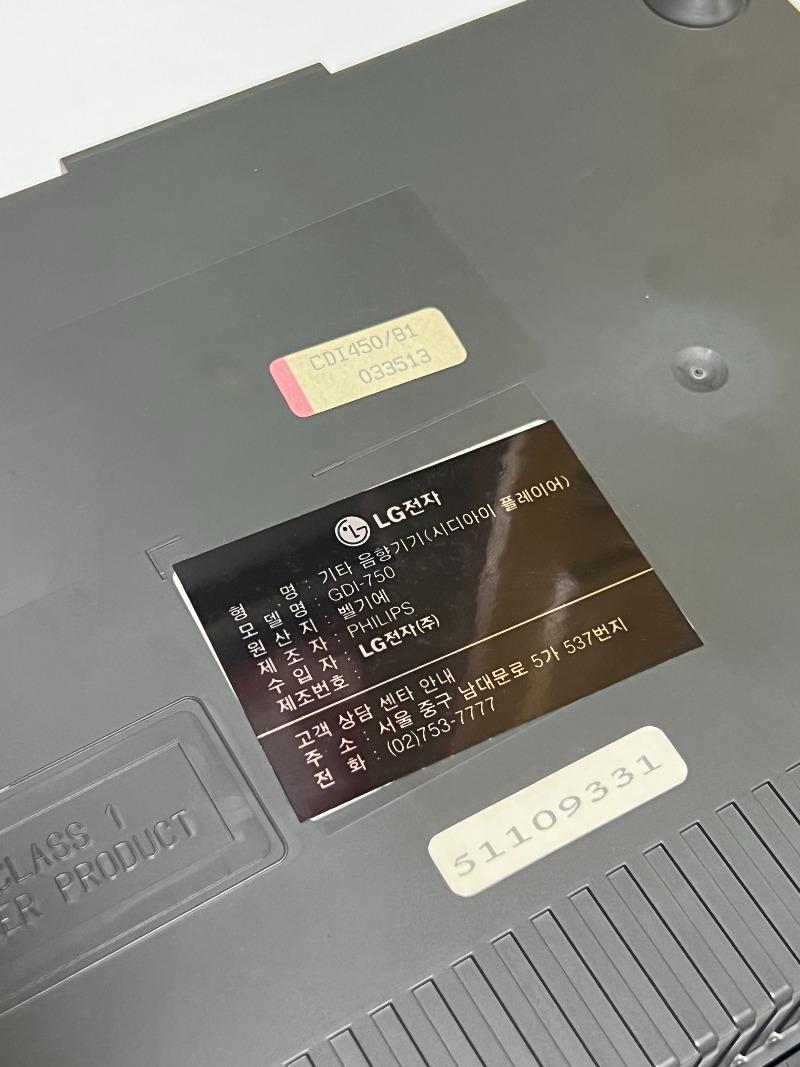 CDI450/81
033513
LG전자
형 명 : 기타 음향기기(시디아이 플레이어)
모 델 명 : GDI-750
원 산 지 : 벨기에
제 조 자 : PHILIPS
수 입 자 : LG전자(주)
제조번호 :
고객 상담 센타 안내
주 소 : 서울 중구 남대문로 5가 537번지
전 화 : (02)753-7777
51109331
CLASS 1
ER PRODUCT